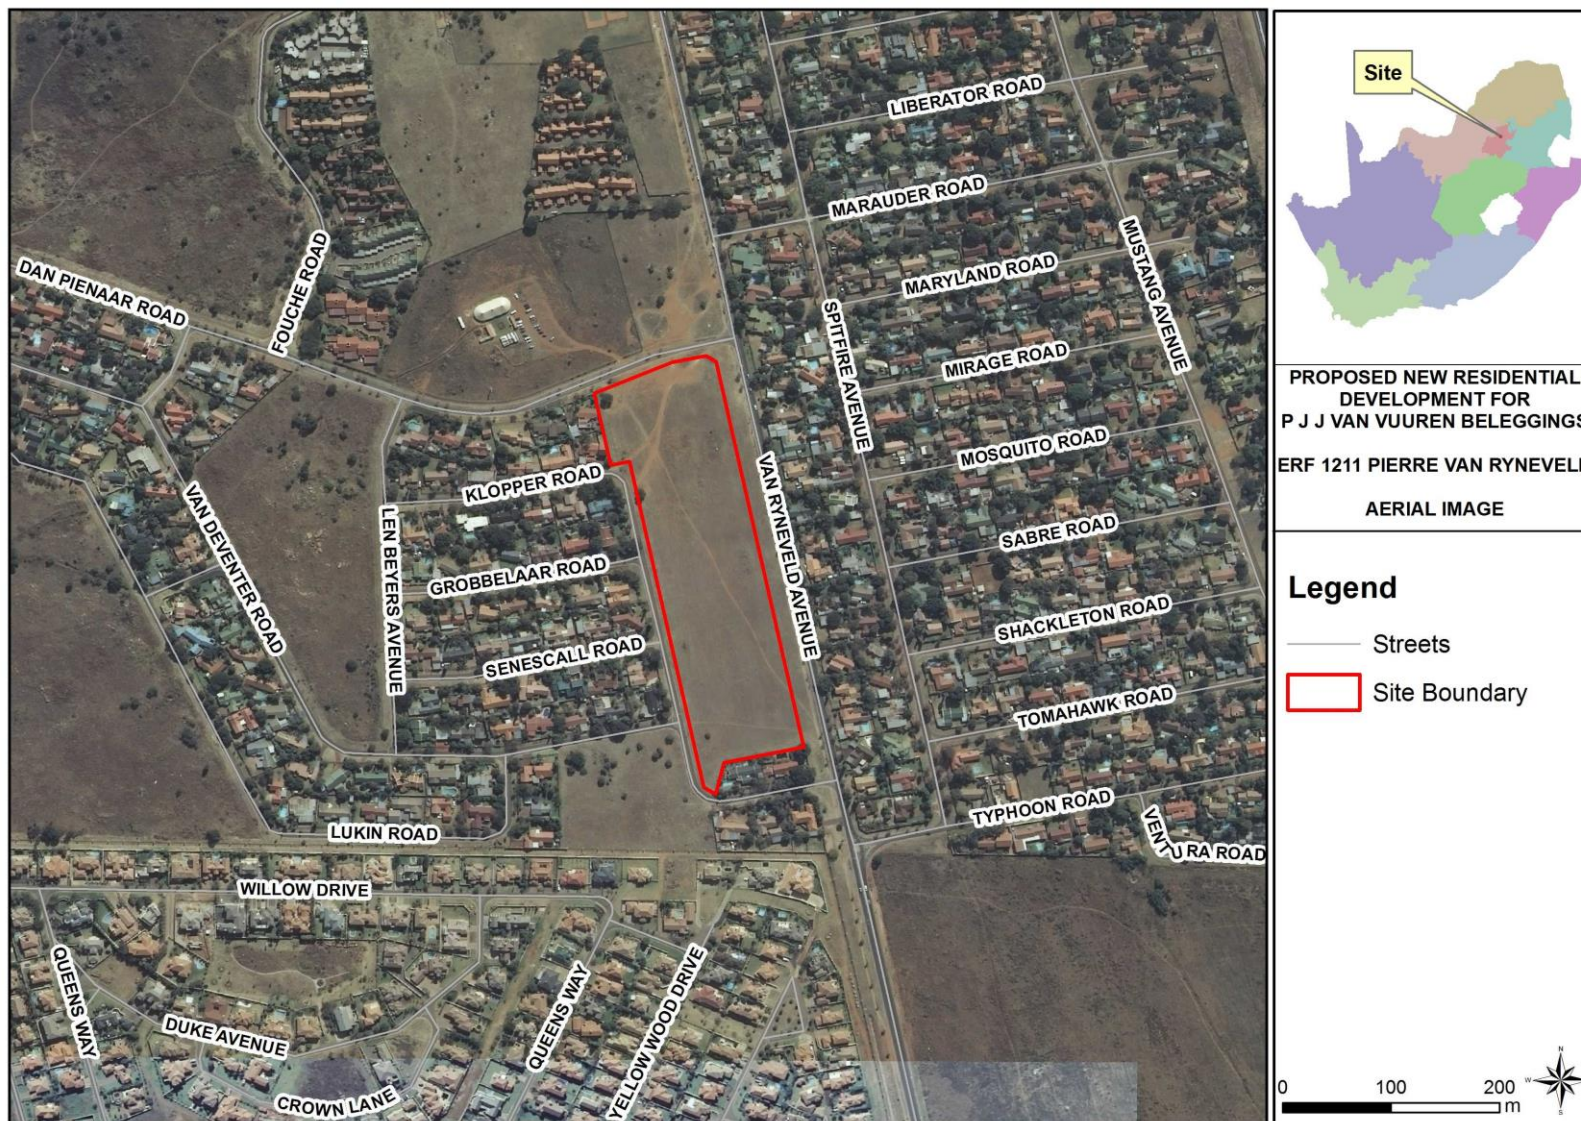 LIBERATOR ROAD
MARAUDER ROAD
MUSTANG AVENUE
DAN PIENAAR ROAD
FOUCHE ROAD
MARYLAND ROAD
SPITFIRE AVENUE
MIRAGE ROAD
MOSQUITO ROAD
VAN RYNEVELD AVENUE
KLOPPER ROAD
VAN DEVENTER ROAD
LEN BEYERS AVENUE
SABRE ROAD
GROBBELAAR ROAD
SHACKLETON ROAD
SENESCALL ROAD
TOMAHAWK ROAD
TYPHOON ROAD
VENTURA ROAD
LUKIN ROAD
WILLOW DRIVE
QUEENS WAY
QUEENS WAY
YELLOW WOOD DRIVE
DUKE AVENUE
CROWN LANE
Site
PROPOSED NEW RESIDENTIAL
DEVELOPMENT FOR
P J J VAN VUUREN BELEGGINGS
ERF 1211 PIERRE VAN RYNEVEL
AERIAL IMAGE
Legend
Streets
Site Boundary
N
W
S
0 100 200
m